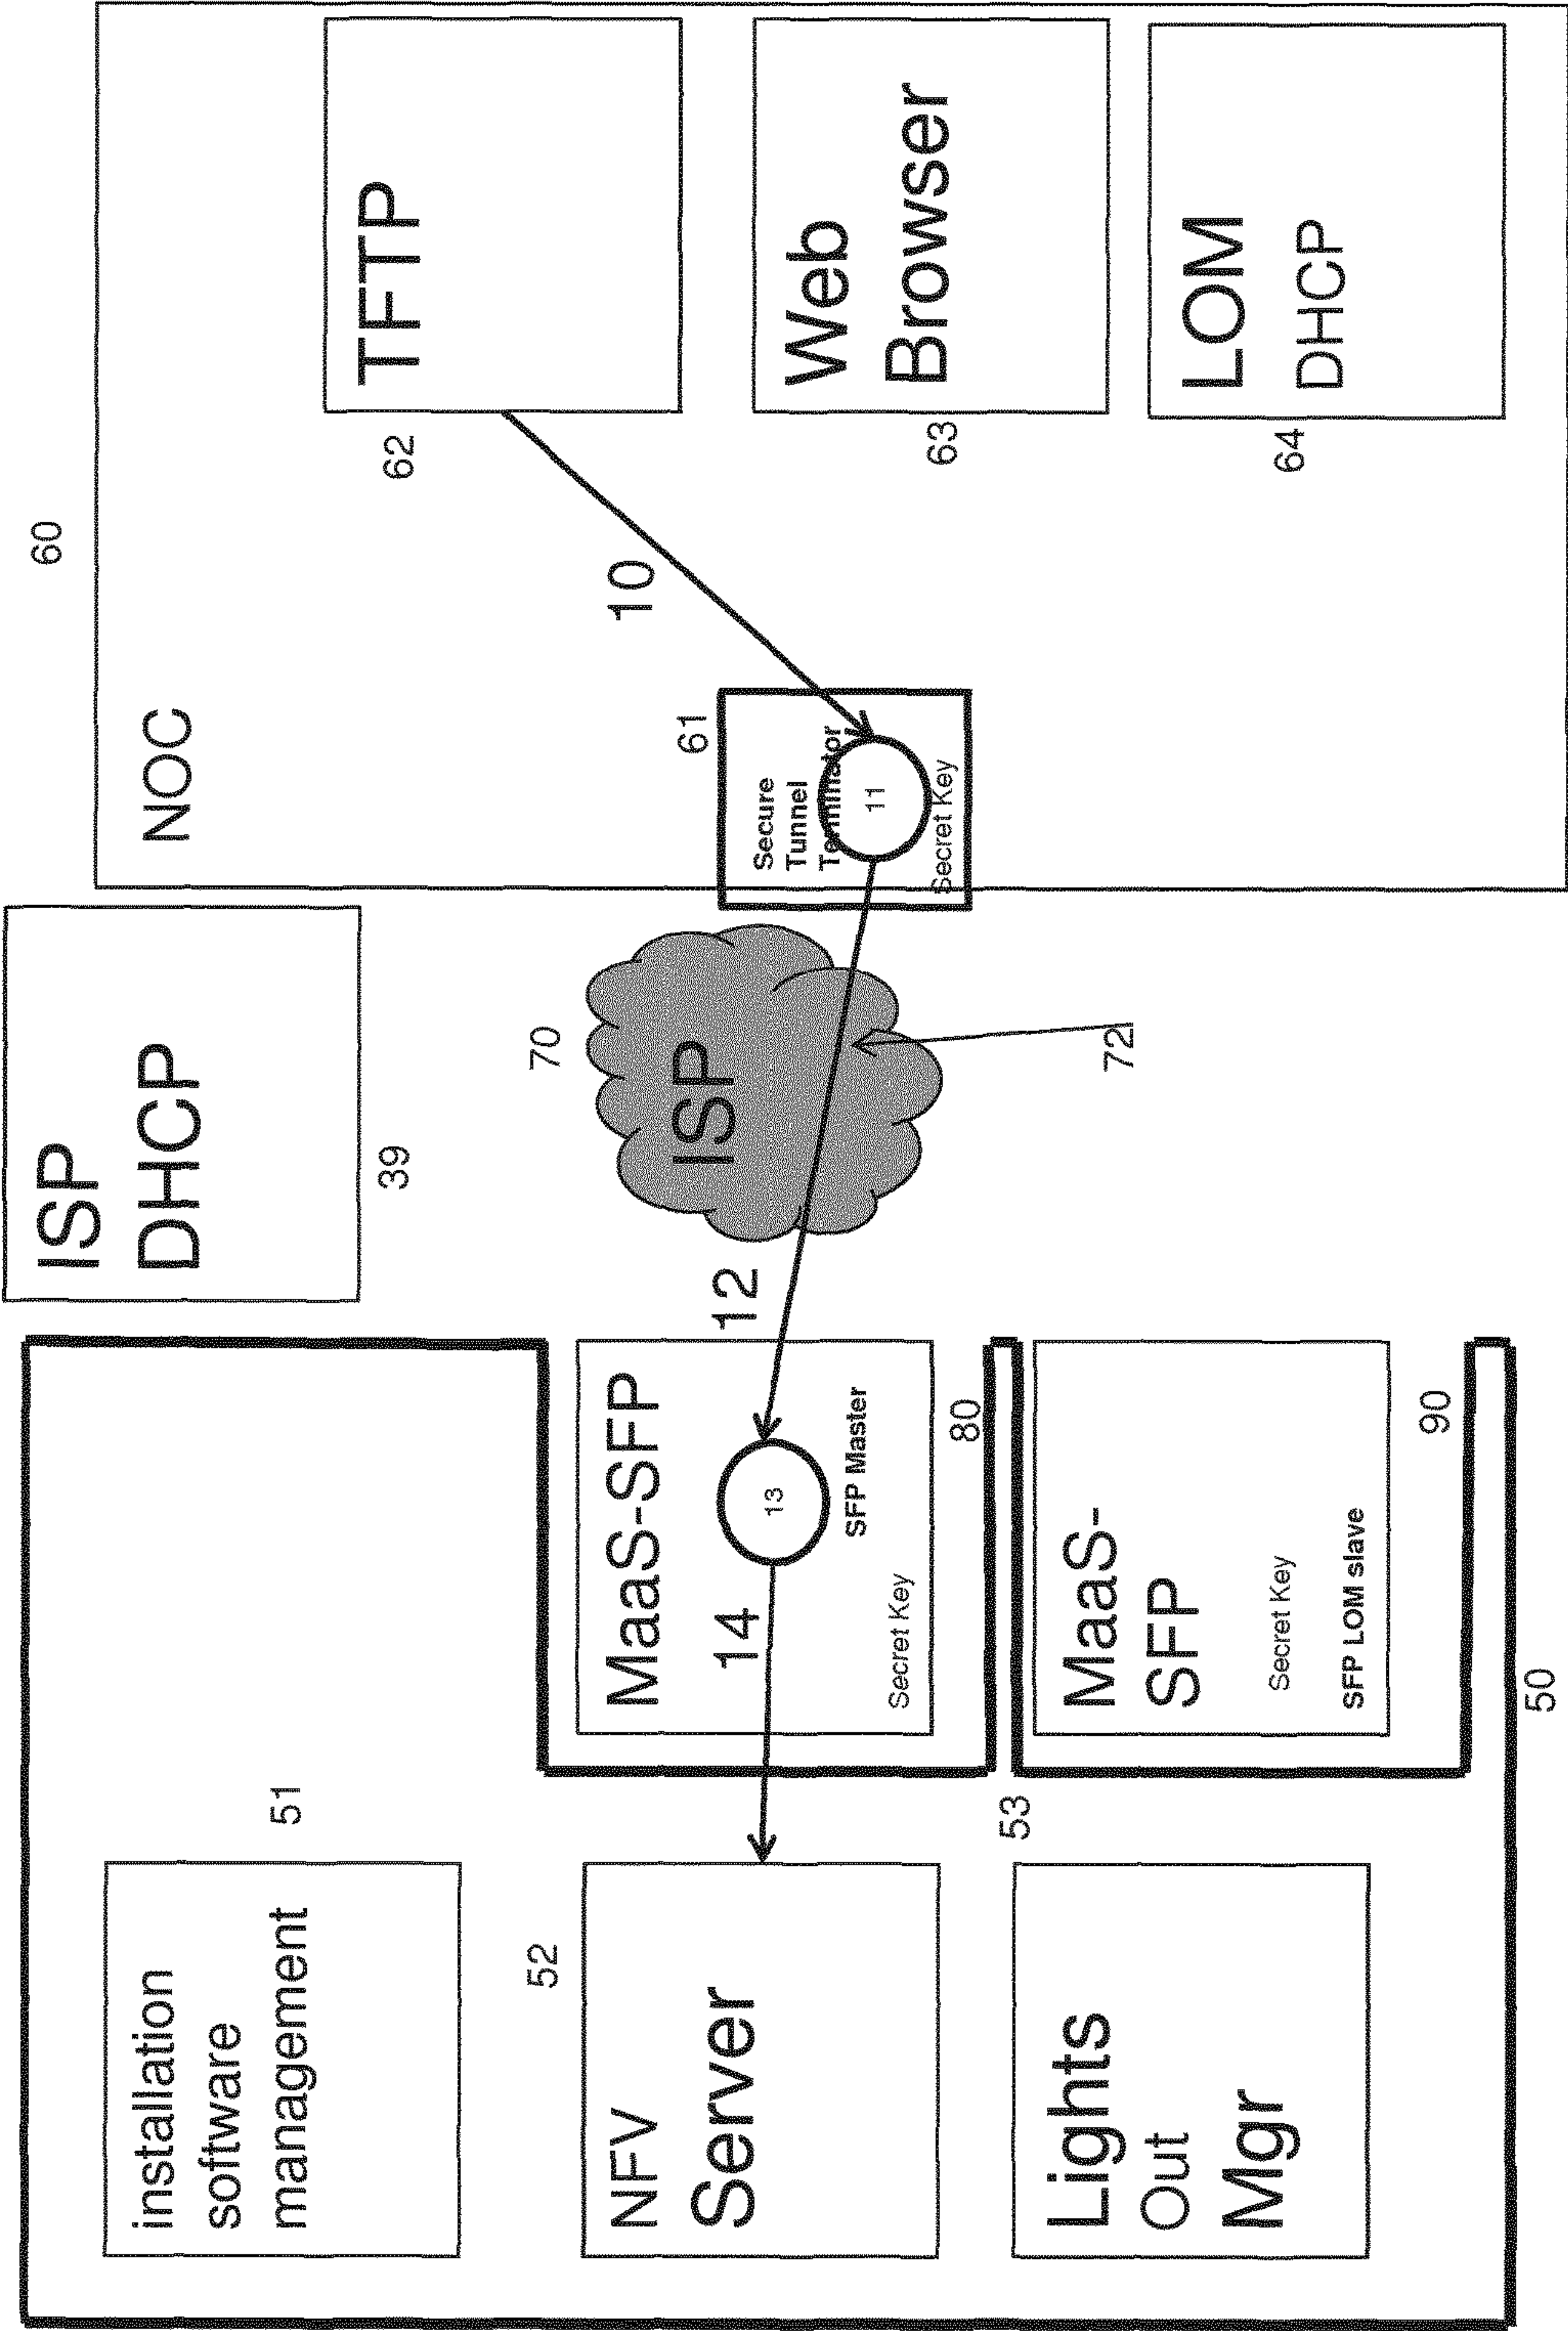 installation
software
management
51
52
NFV
Server
Lights
Out
Mgr
53
50
MaaS-SFP
14
13
SFP Master
Secret Key
80
MaaS-
SFP
Secret Key
SFP LOM slave
90
12
ISP
DHCP
39
70
ISP
72
60
NOC
61
Secure
Tunnel
Terminator
11
Secret Key
10
TFTP
62
Web
Browser
63
LOM
DHCP
64